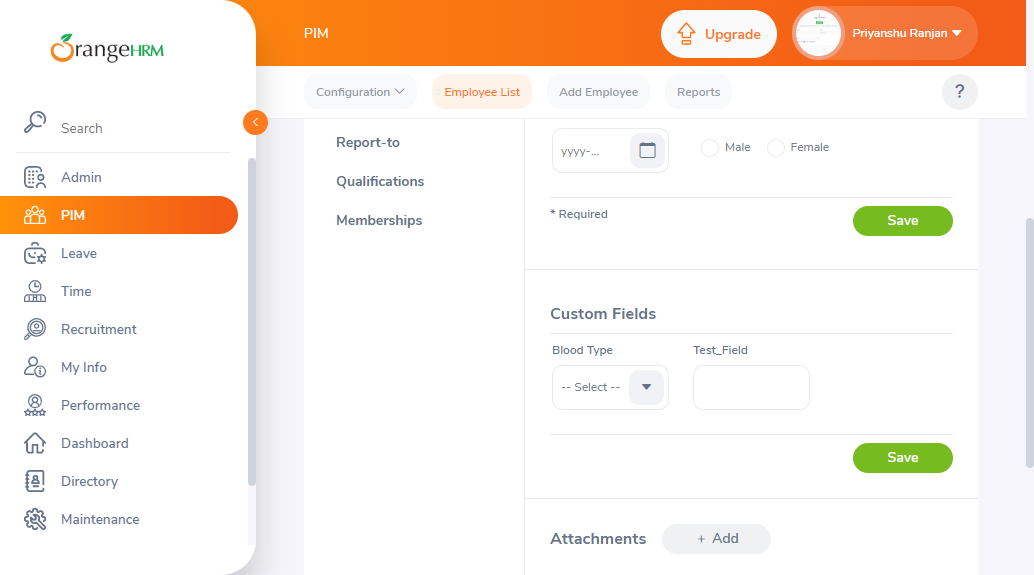 OrangeHRM
Search
Admin
PIM
Leave
Time
Recruitment
My Info
Performance
Dashboard
Directory
Maintenance
PIM
Upgrade
Priyanshu Ranjan
Configuration
Employee List
Add Employee
Reports
?
Report-to
Qualifications
Memberships
yyyy-...
Male
Female
* Required
Save
Custom Fields
Blood Type
Test_Field
-- Select --
Save
Attachments
+ Add